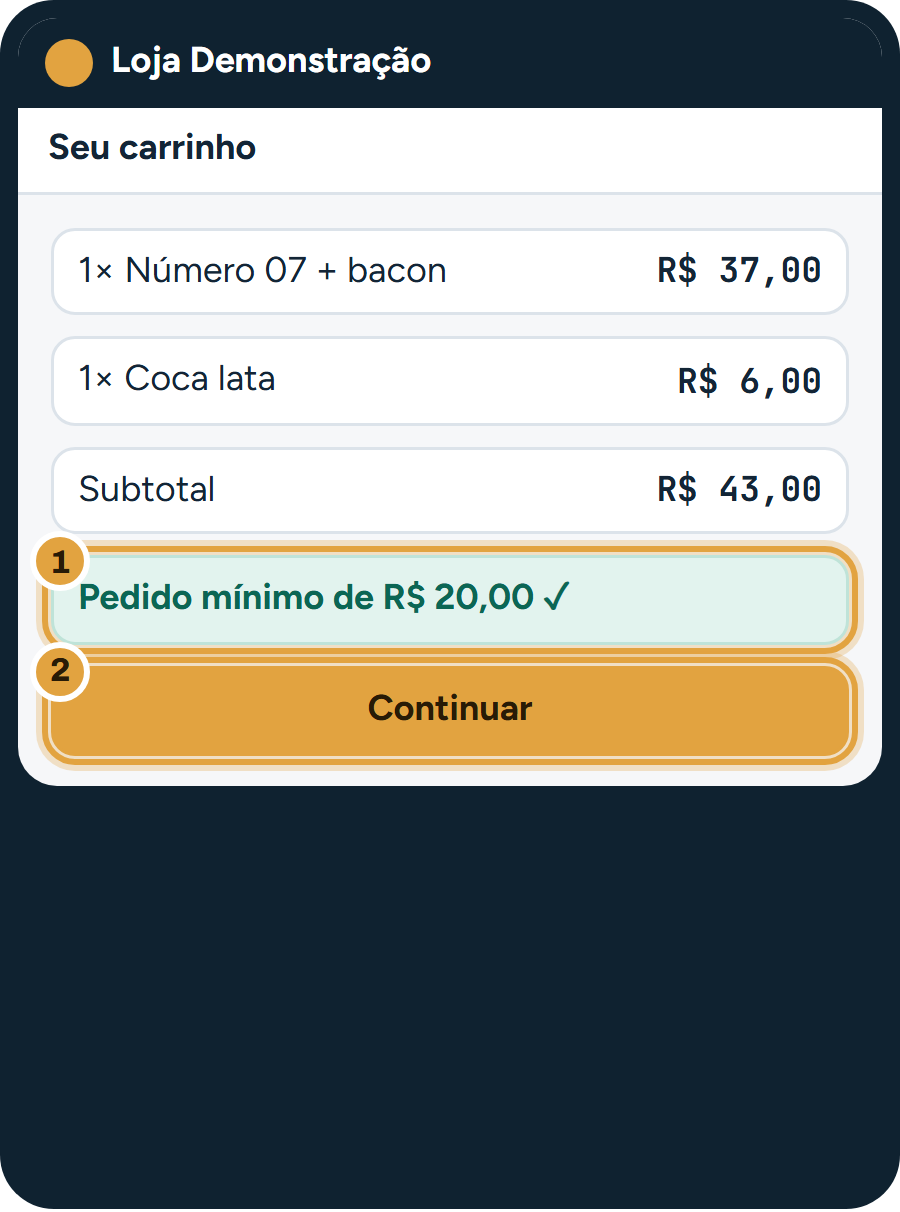 Loja Demonstração
Seu carrinho
1× Número 07 + bacon R$ 37,00
1× Coca lata R$ 6,00
Subtotal R$ 43,00
1
Pedido mínimo de R$ 20,00 ✓
2
Continuar